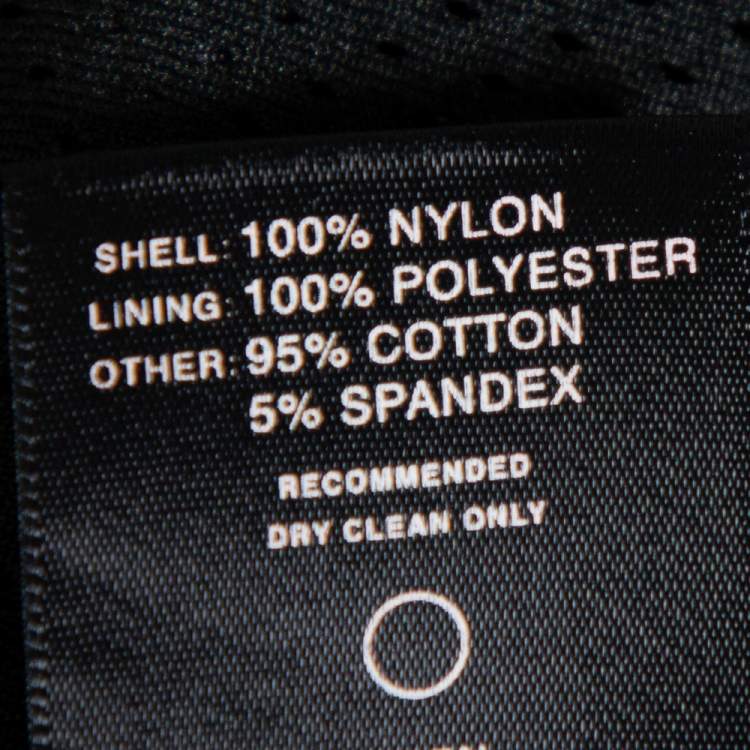 SHELL: 100% NYLON
LINING: 100% POLYESTER
OTHER: 95% COTTON
5% SPANDEX
RECOMMENDED
DRY CLEAN ONLY